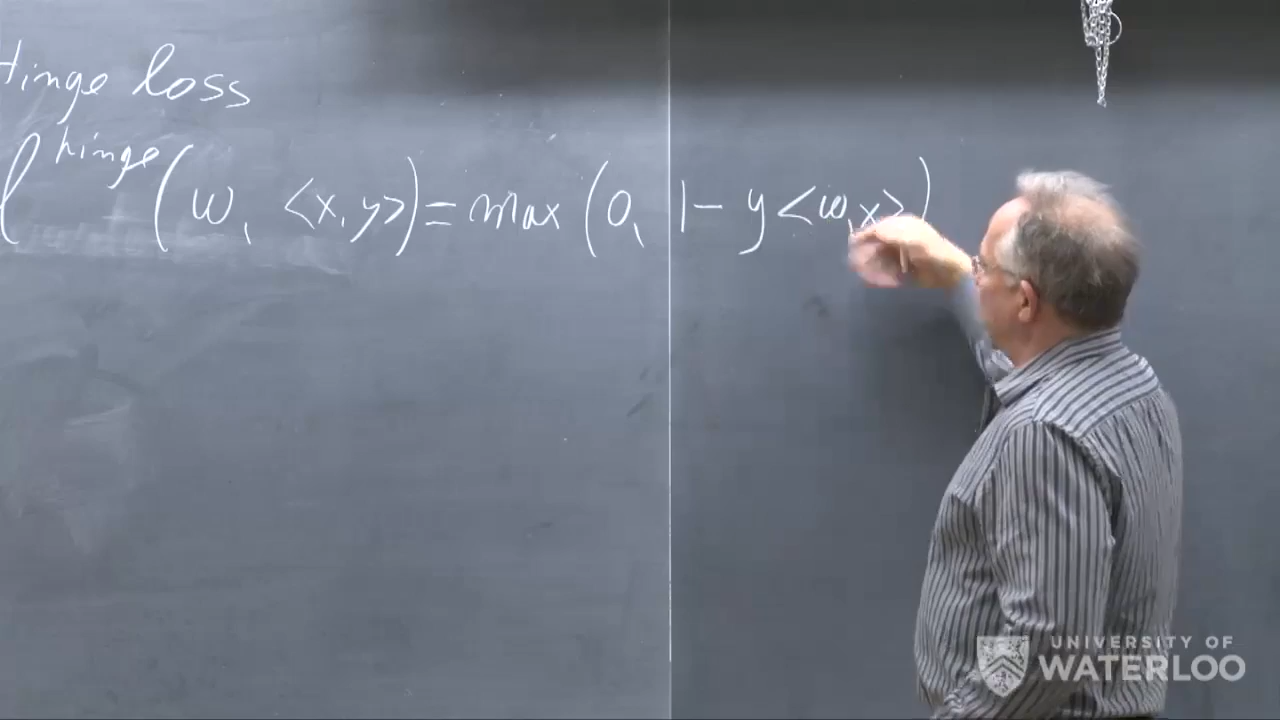 Hinge loss
ℓ^hinge (w, <x,y>) = max (0, 1 - y<w,x>)
UNIVERSITY OF
WATERLOO